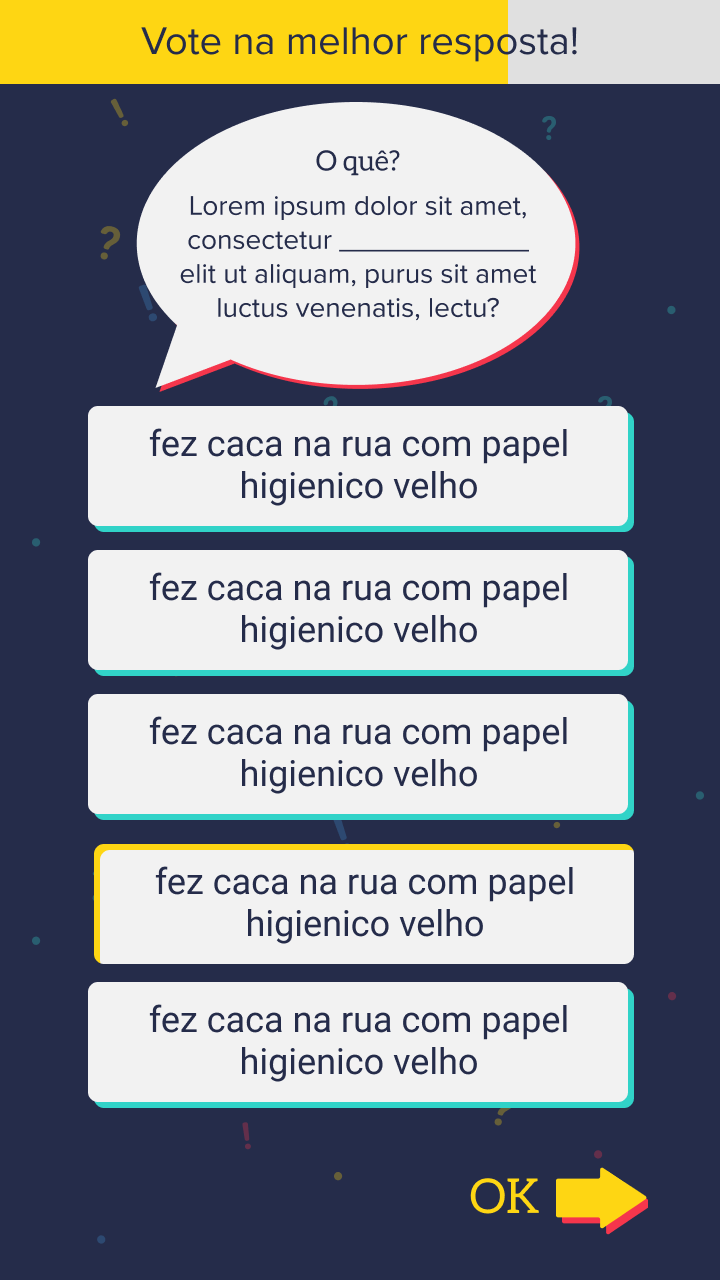 Vote na melhor resposta!
O quê?
Lorem ipsum dolor sit amet,
consectetur ______________
elit ut aliquam, purus sit amet
luctus venenatis, lectu?
fez caca na rua com papel
higienico velho
fez caca na rua com papel
higienico velho
fez caca na rua com papel
higienico velho
fez caca na rua com papel
higienico velho
fez caca na rua com papel
higienico velho
OK